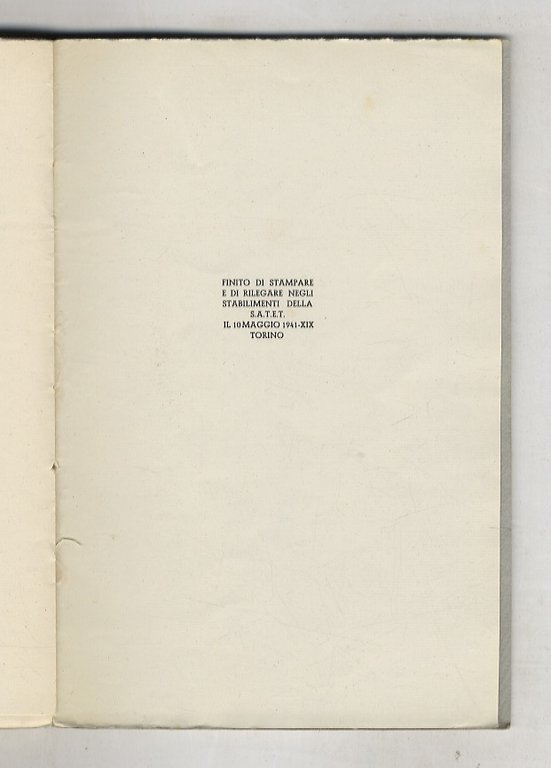 FINITO DI STAMPARE
E DI RILEGARE NEGLI
STABILIMENTI DELLA
S.A.T.E.T.
IL 10 MAGGIO 1941-XIX
TORINO